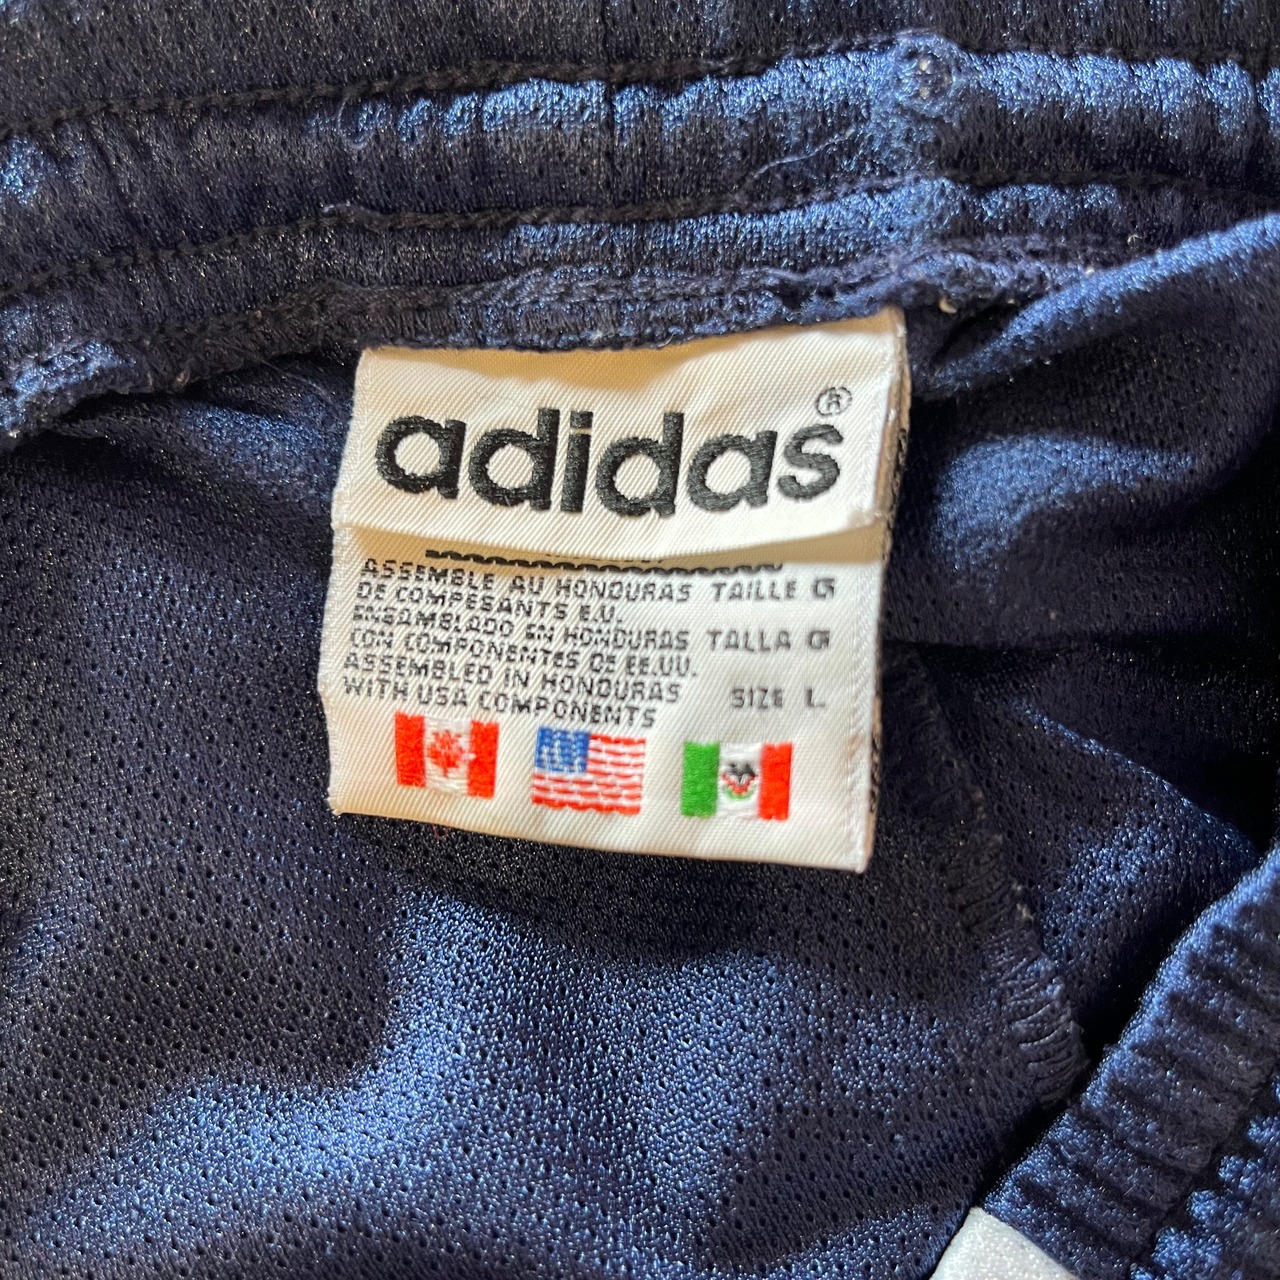 adidas®
ASSEMBLE AU HONDURAS TAILLE G
DE COMPESANTS E.U.
ENSAMBLADO EN HONDURAS TALLA G
CON COMPONENTES DE EE.UU.
ASSEMBLED IN HONDURAS
WITH USA COMPONENTS SIZE L